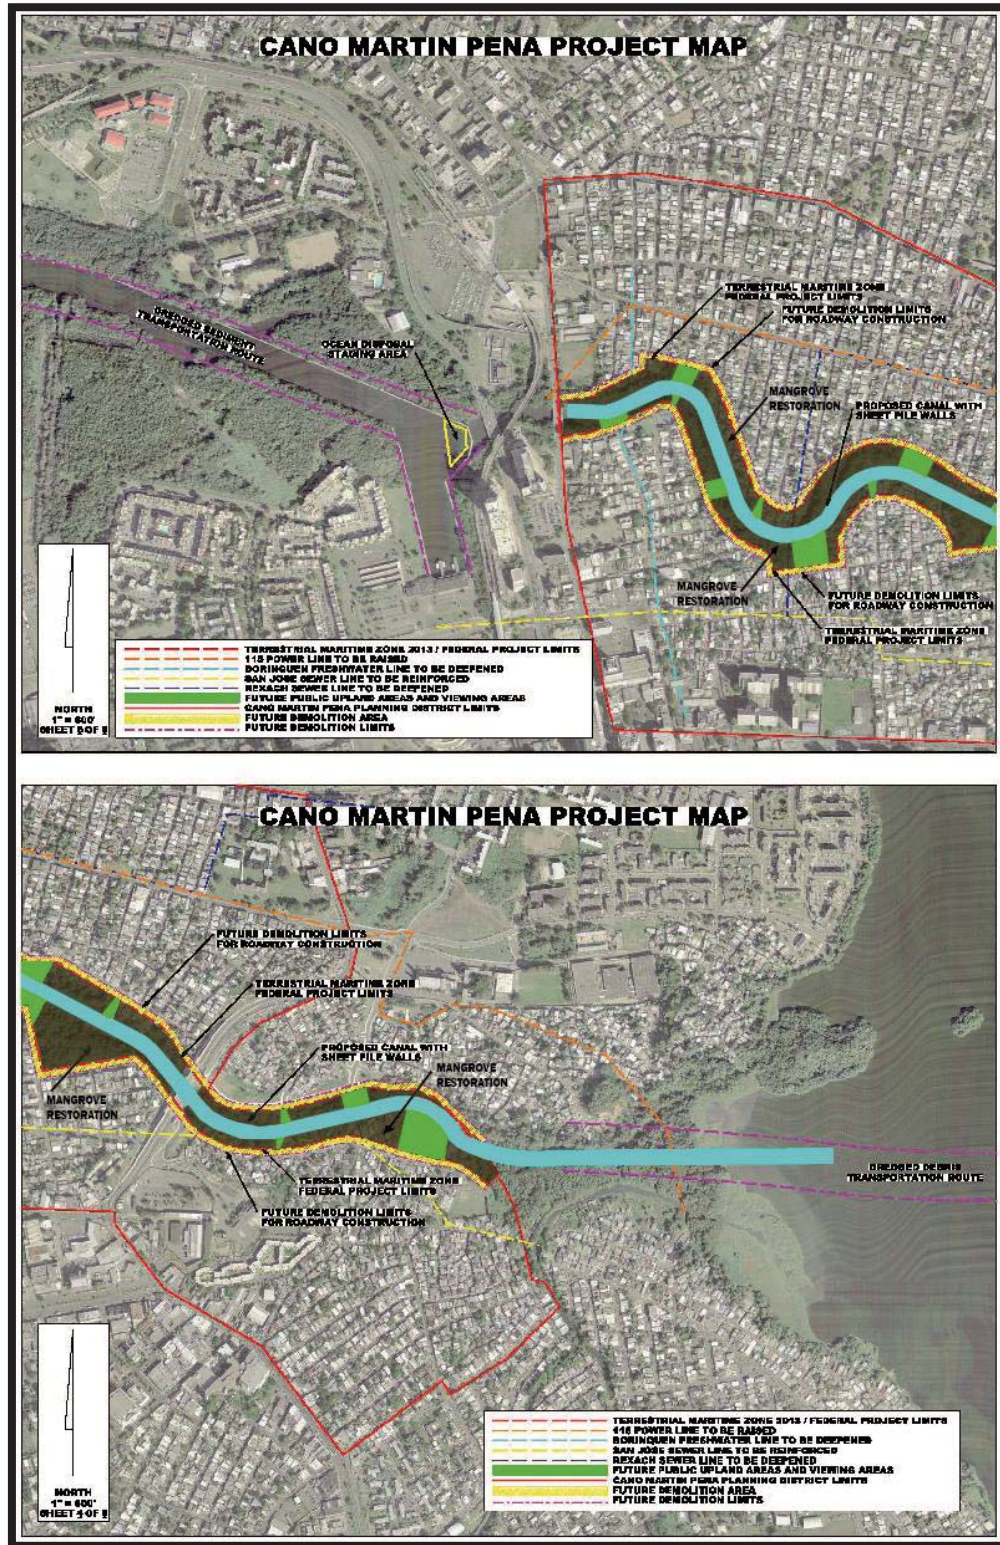 CANO MARTIN PENA PROJECT MAP
TERRESTRIAL MARITIME ZONE
FEDERAL PROJECT LIMITS
FUTURE DEMOLITION LIMITS
FOR ROADWAY CONSTRUCTION
DREDGED SEDIMENT
TRANSPORTATION ROUTE
OCEAN DISPOSAL
STAGING AREA
MANGROVE
RESTORATION
PROPOSED CANAL WITH
SHEET PILE WALLS
MANGROVE
RESTORATION
FUTURE DEMOLITION LIMITS
FOR ROADWAY CONSTRUCTION
TERRESTRIAL MARITIME ZONE
FEDERAL PROJECT LIMITS
NORTH
1" = 600'
SHEET OF
TERRESTRIAL MARITIME ZONE 2013 / FEDERAL PROJECT LIMITS
115 POWER LINE TO BE RAISED
BORINQUEN FRESHWATER LINE TO BE DEEPENED
SAN JOSE SEWER LINE TO BE REINFORCED
REXACH SEWER LINE TO BE DEEPENED
FUTURE PUBLIC UPLAND AREAS AND VIEWING AREAS
CANO MARTIN PENA PLANNING DISTRICT LIMITS
FUTURE DEMOLITION AREA
FUTURE DEMOLITION LIMITS
CANO MARTIN PENA PROJECT MAP
FUTURE DEMOLITION LIMITS
FOR ROADWAY CONSTRUCTION
TERRESTRIAL MARITIME ZONE
FEDERAL PROJECT LIMITS
PROPOSED CANAL WITH
SHEET PILE WALLS
MANGROVE
RESTORATION
MANGROVE
RESTORATION
DREDGED DEBRIS
TRANSPORTATION ROUTE
TERRESTRIAL MARITIME ZONE
FEDERAL PROJECT LIMITS
FUTURE DEMOLITION LIMITS
FOR ROADWAY CONSTRUCTION
NORTH
1" = 600'
SHEET OF
TERRESTRIAL MARITIME ZONE 2013 / FEDERAL PROJECT LIMITS
115 POWER LINE TO BE RAISED
BORINQUEN FRESHWATER LINE TO BE DEEPENED
SAN JOSE SEWER LINE TO BE REINFORCED
REXACH SEWER LINE TO BE DEEPENED
FUTURE PUBLIC UPLAND AREAS AND VIEWING AREAS
CANO MARTIN PENA PLANNING DISTRICT LIMITS
FUTURE DEMOLITION AREA
FUTURE DEMOLITION LIMITS